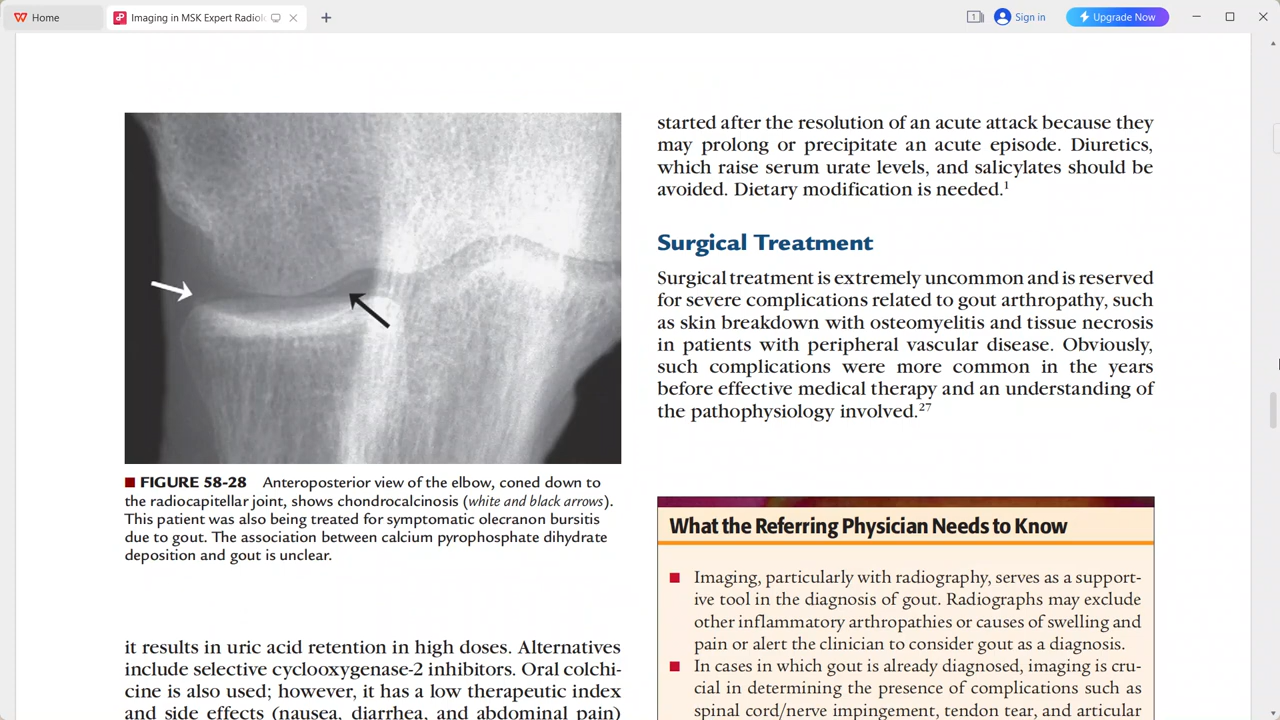 Home
Imaging in MSK Expert Radiol
1
Sign in
Upgrade Now
FIGURE 58-28 Anteroposterior view of the elbow, coned down to
the radiocapitellar joint, shows chondrocalcinosis (white and black arrows).
This patient was also being treated for symptomatic olecranon bursitis
due to gout. The association between calcium pyrophosphate dihydrate
deposition and gout is unclear.
it results in uric acid retention in high doses. Alternatives
include selective cyclooxygenase-2 inhibitors. Oral colchi-
cine is also used; however, it has a low therapeutic index
and side effects (nausea, diarrhea, and abdominal pain)
started after the resolution of an acute attack because they
may prolong or precipitate an acute episode. Diuretics,
which raise serum urate levels, and salicylates should be
avoided. Dietary modification is needed.1
Surgical Treatment
Surgical treatment is extremely uncommon and is reserved
for severe complications related to gout arthropathy, such
as skin breakdown with osteomyelitis and tissue necrosis
in patients with peripheral vascular disease. Obviously,
such complications were more common in the years
before effective medical therapy and an understanding of
the pathophysiology involved.27
What the Referring Physician Needs to Know
Imaging, particularly with radiography, serves as a support-
ive tool in the diagnosis of gout. Radiographs may exclude
other inflammatory arthropathies or causes of swelling and
pain or alert the clinician to consider gout as a diagnosis.
In cases in which gout is already diagnosed, imaging is cru-
cial in determining the presence of complications such as
spinal cord/nerve impingement, tendon tear, and articular